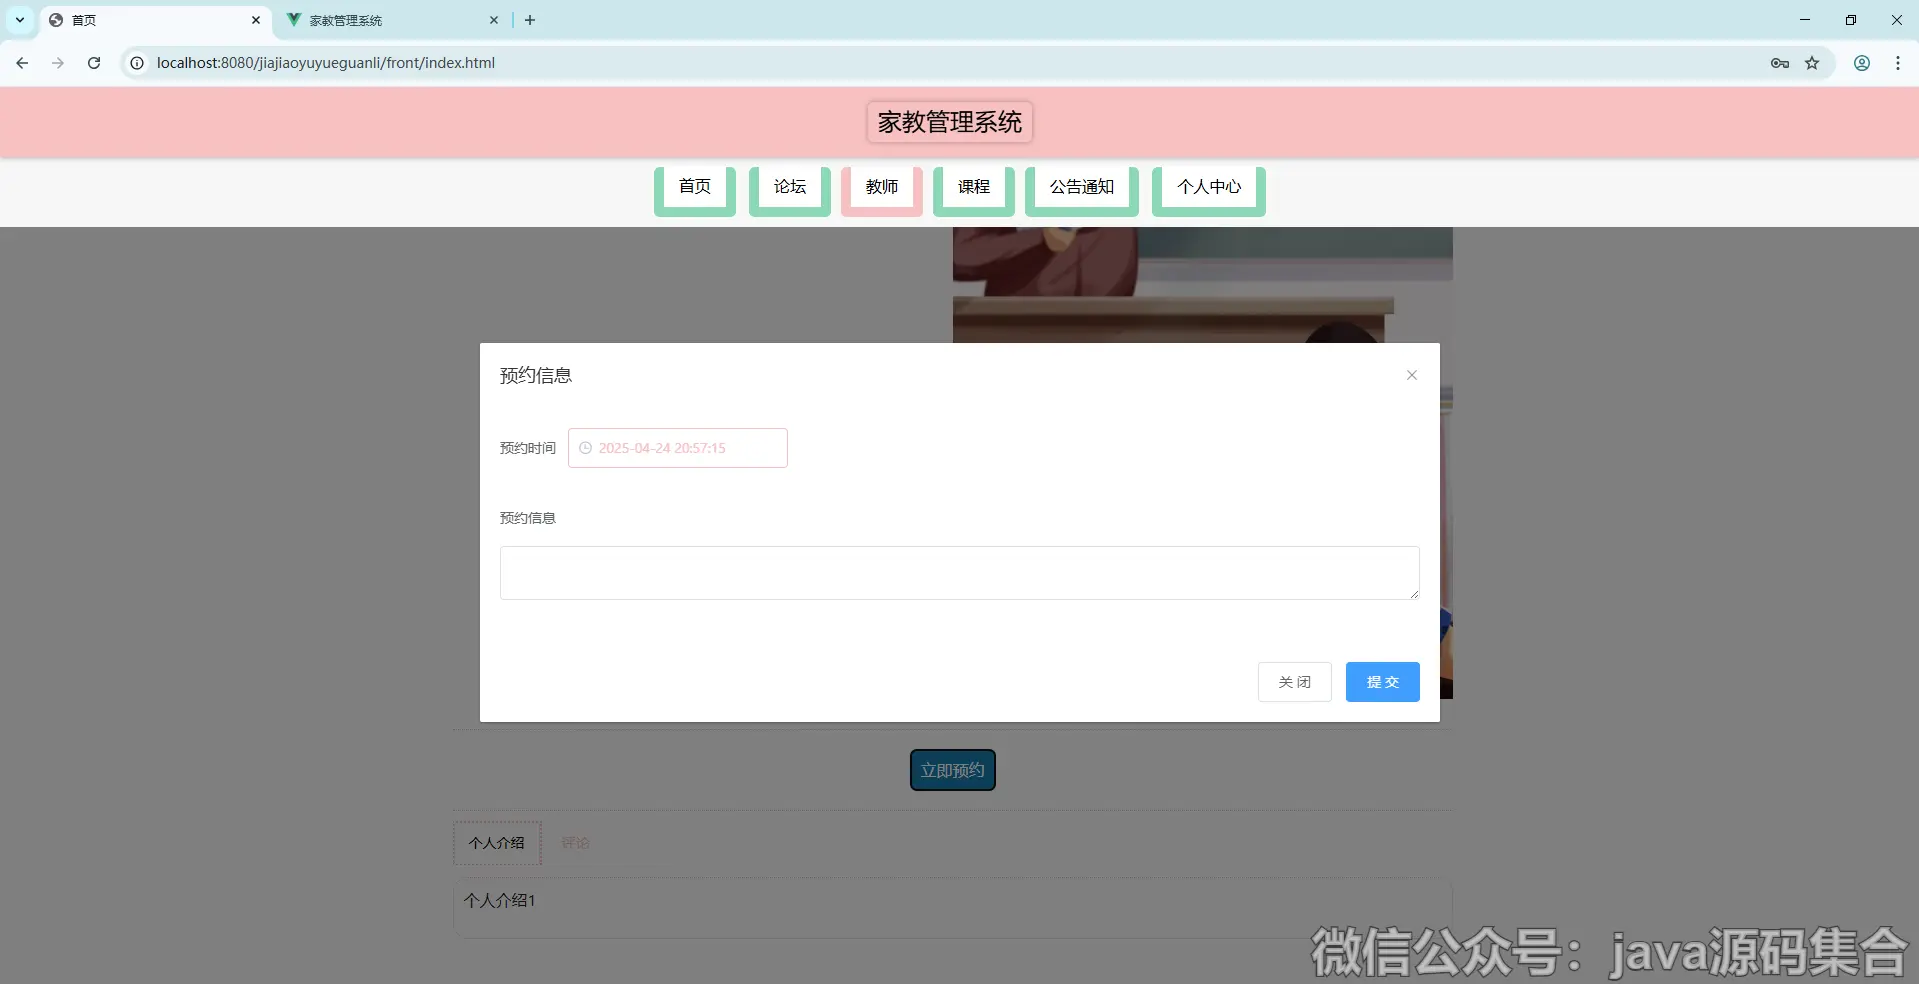 首页
家教管理系统
localhost:8080/jiajiaoyuyueguanli/front/index.html
家教管理系统
首页 论坛 教师 课程 公告通知 个人中心
预约信息
预约时间 2025-04-24 20:57:15
预约信息
关 闭 提 交
立即预约
个人介绍 评论
个人介绍1
微信公众号：java源码集合